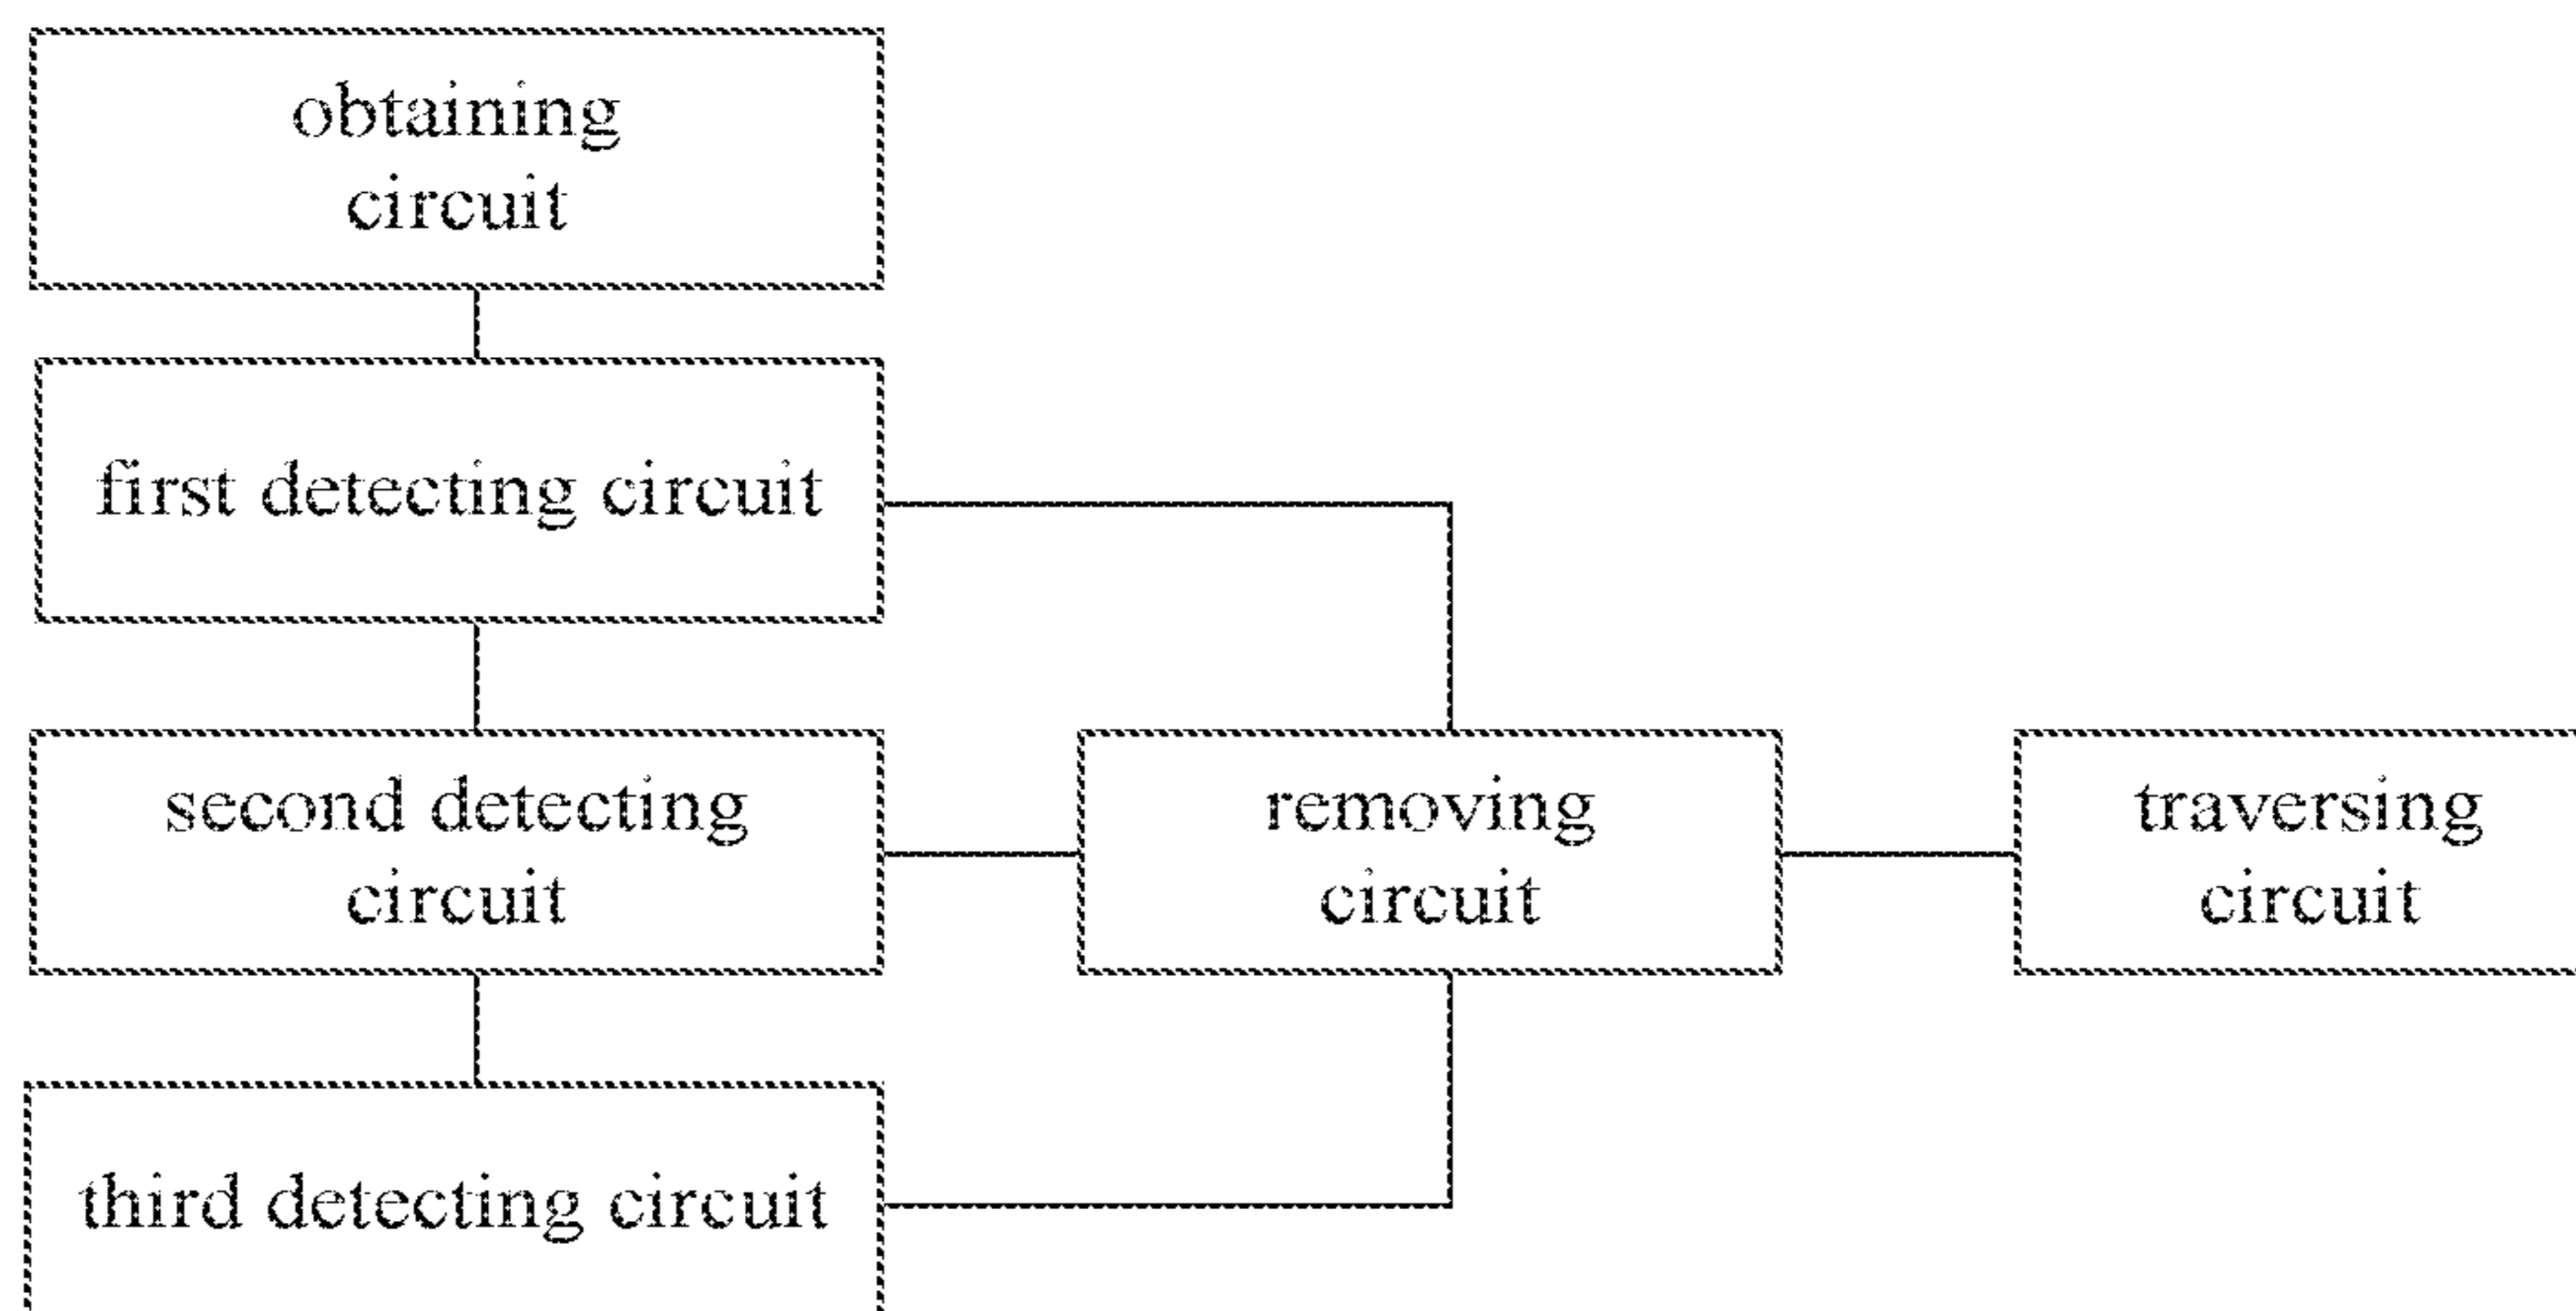 obtaining
circuit
first detecting circuit
second detecting
circuit
removing
circuit
traversing
circuit
third detecting circuit